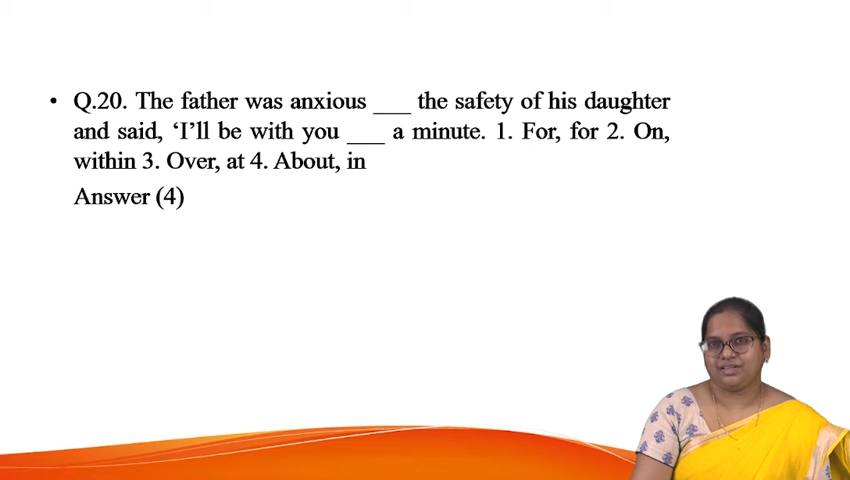 • Q.20. The father was anxious ___ the safety of his daughter
and said, ‘I’ll be with you ___ a minute. 1. For, for 2. On,
within 3. Over, at 4. About, in
Answer (4)